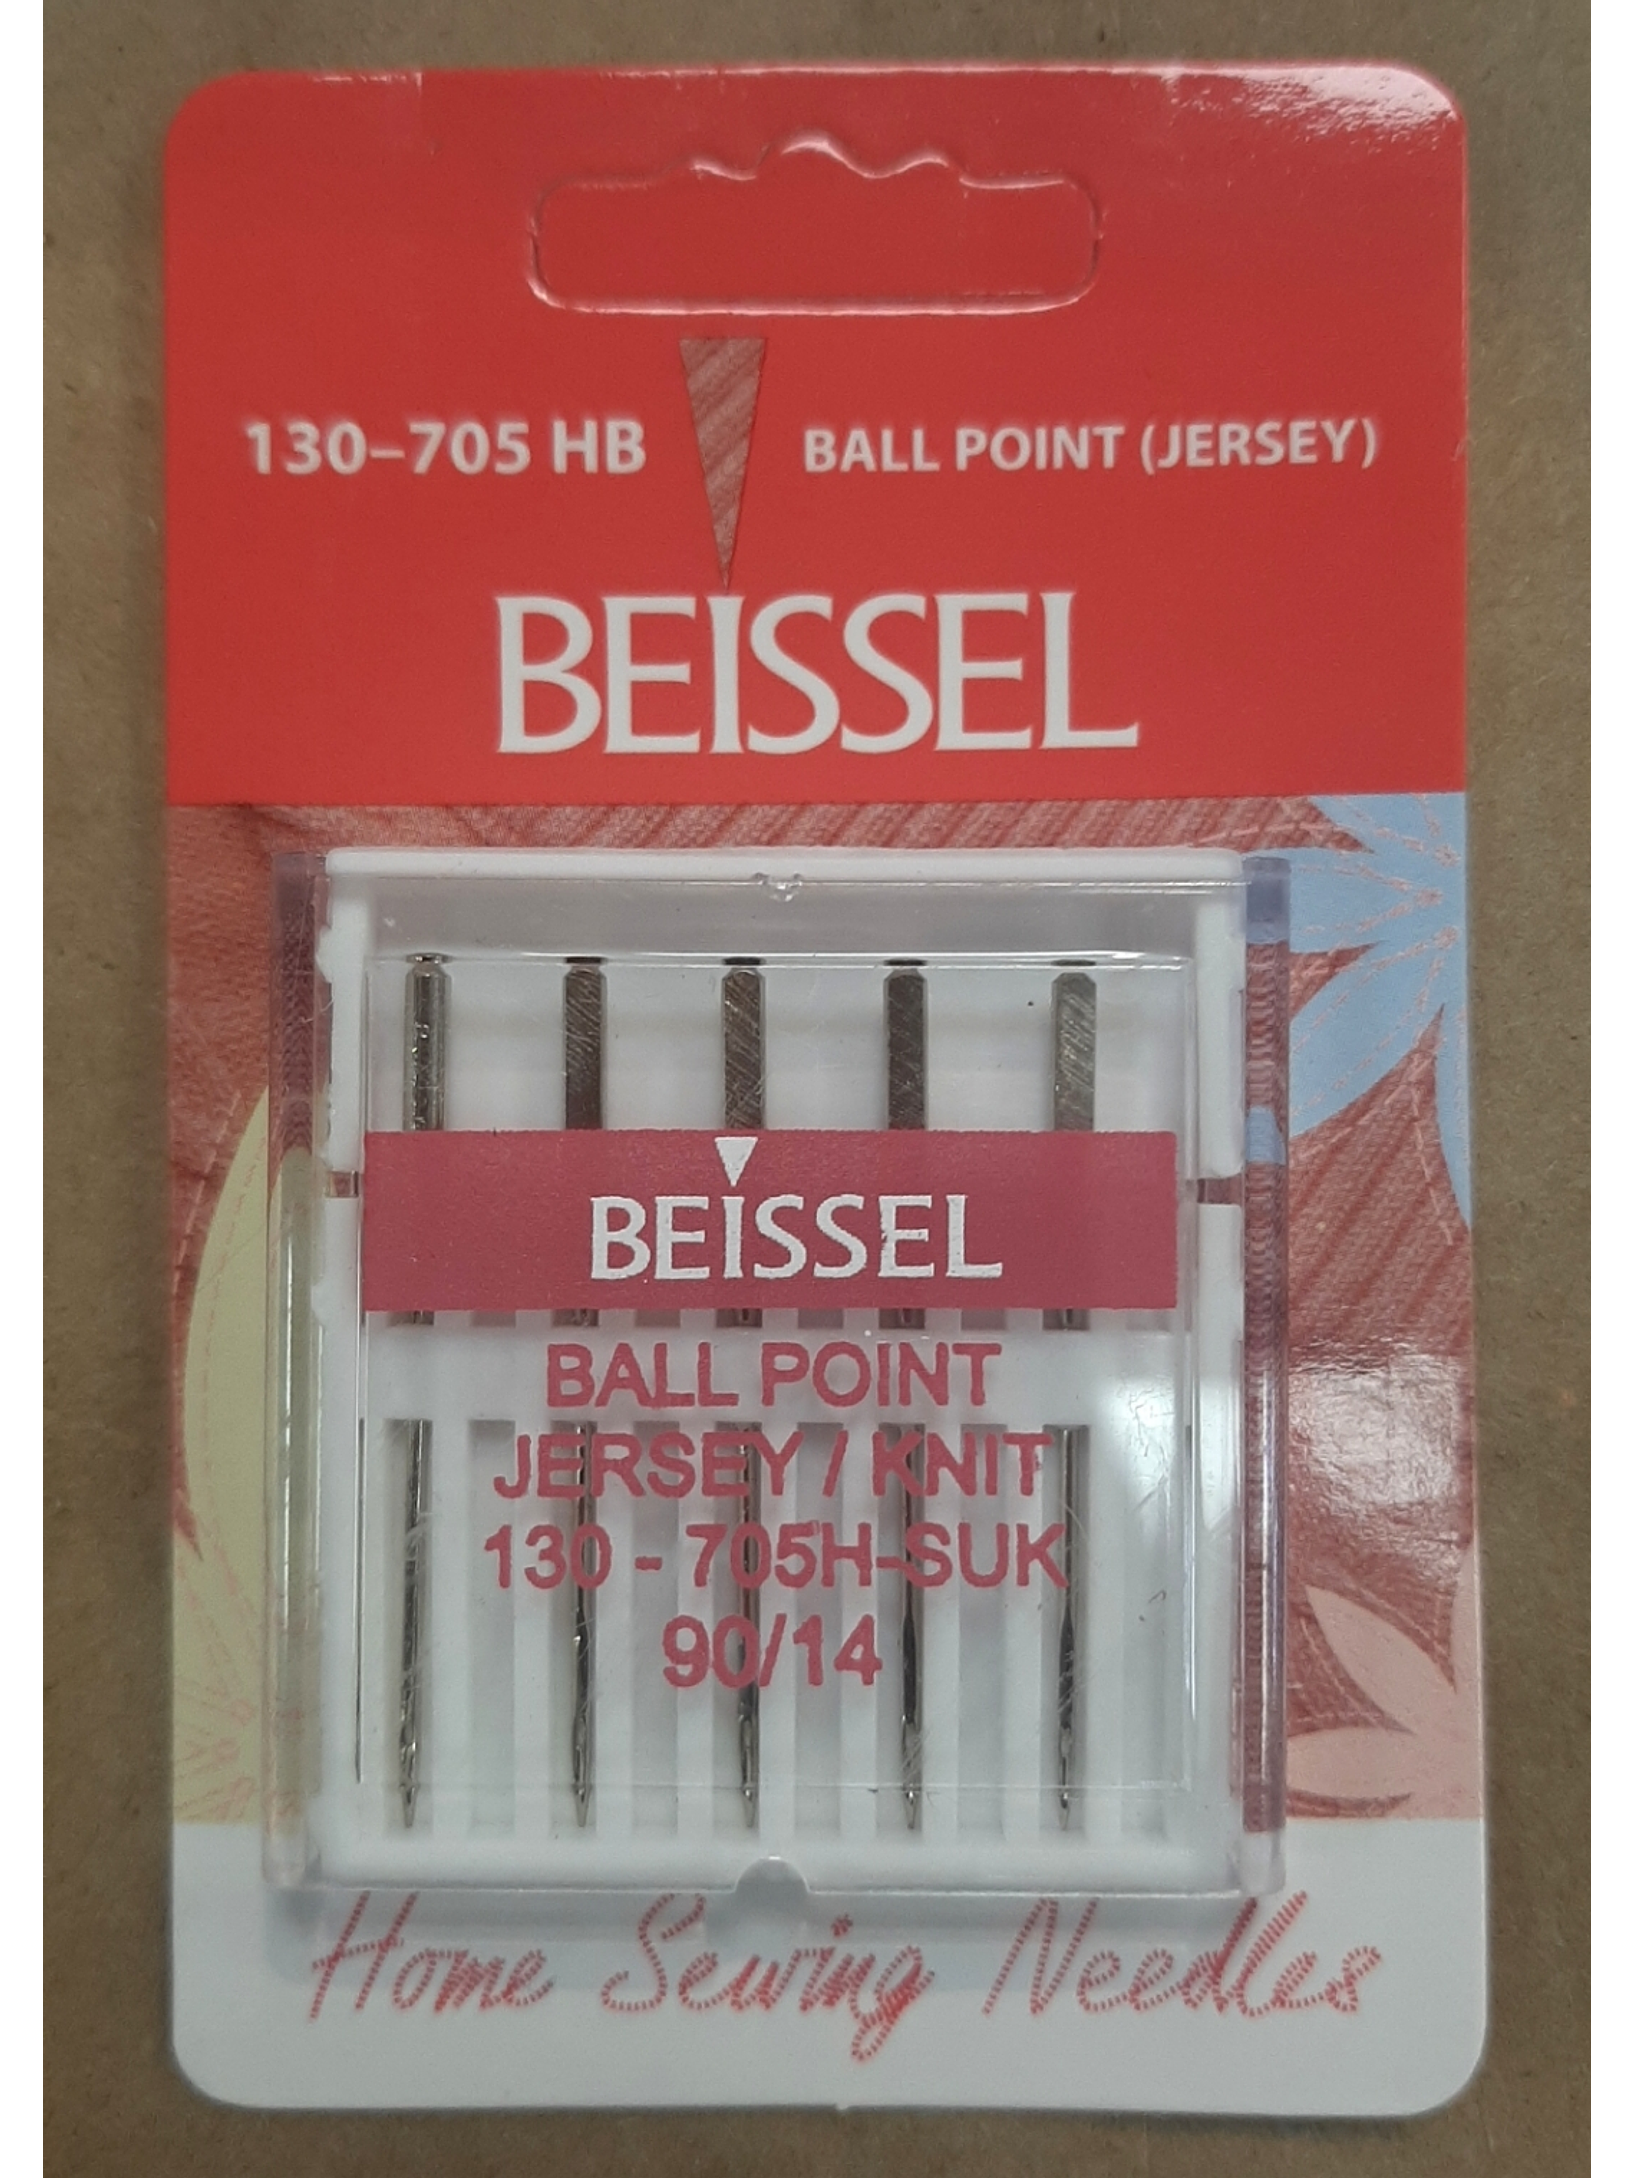 130–705 HB BALL POINT (JERSEY)
BEISSEL
BEISSEL
BALL POINT
JERSEY / KNIT
130 - 705H-SUK
90/14
Home Sewing Needles